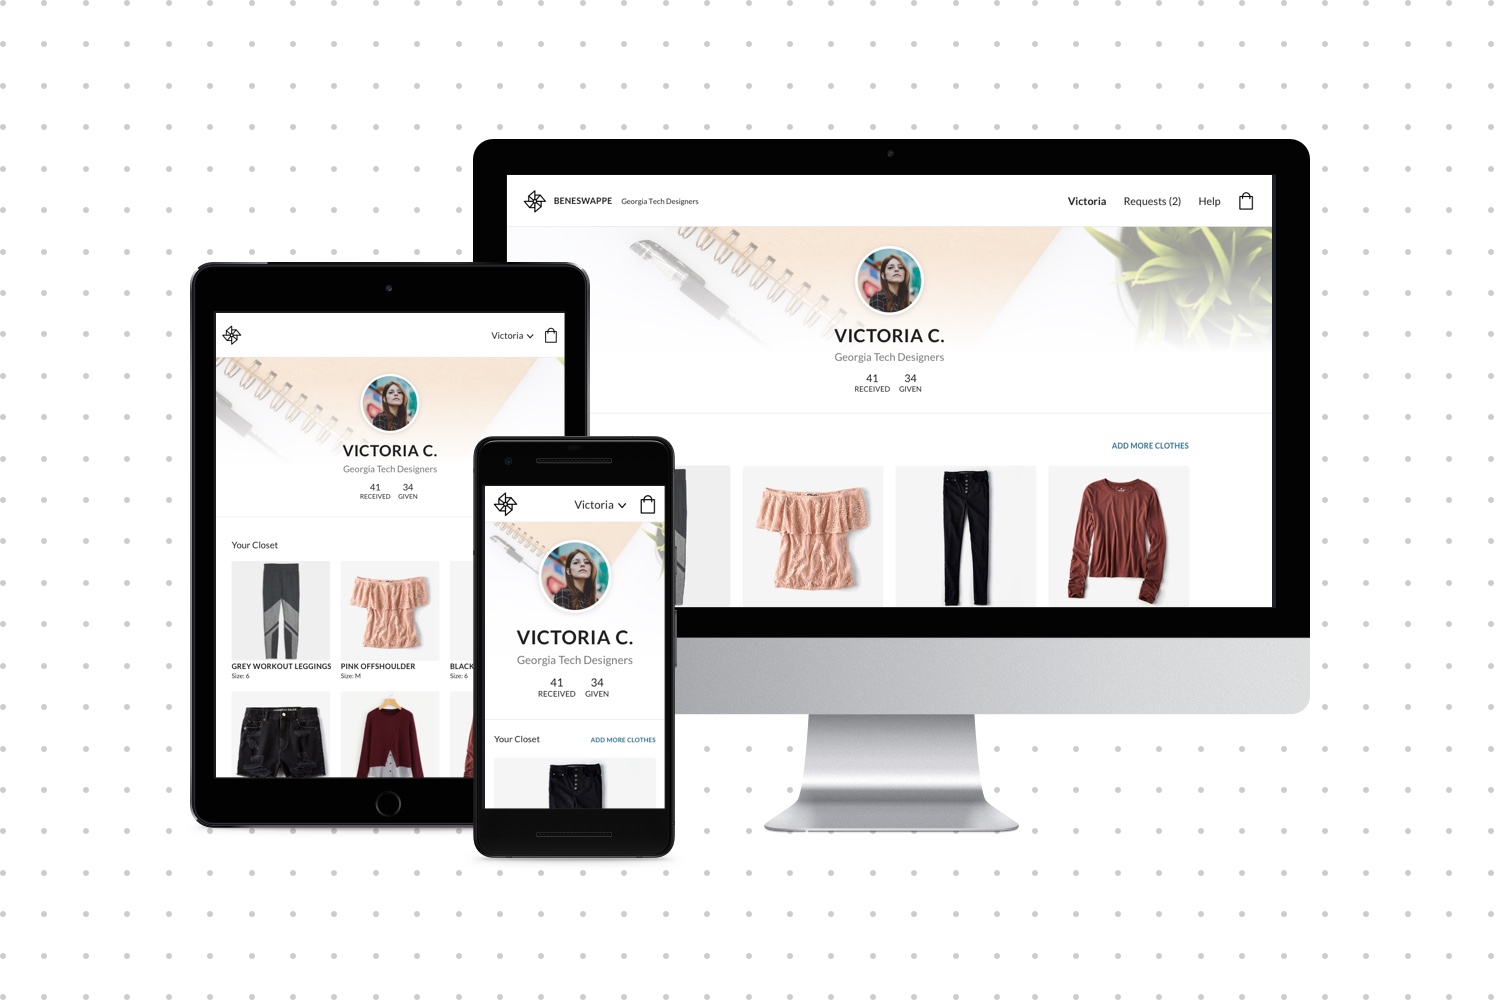 BENESWAPPE Georgia Tech Designers
Victoria Requests (2) Help
VICTORIA C.
Georgia Tech Designers
41 34
RECEIVED GIVEN
ADD MORE CLOTHES
Victoria
VICTORIA C.
Georgia Tech Designers
41 34
RECEIVED GIVEN
Your Closet
GREY WORKOUT LEGGINGS PINK OFFSHOULDER BLACK
Size: 6 Size: M Size: 6
Victoria
VICTORIA C.
Georgia Tech Designers
41 34
RECEIVED GIVEN
Your Closet ADD MORE CLOTHES